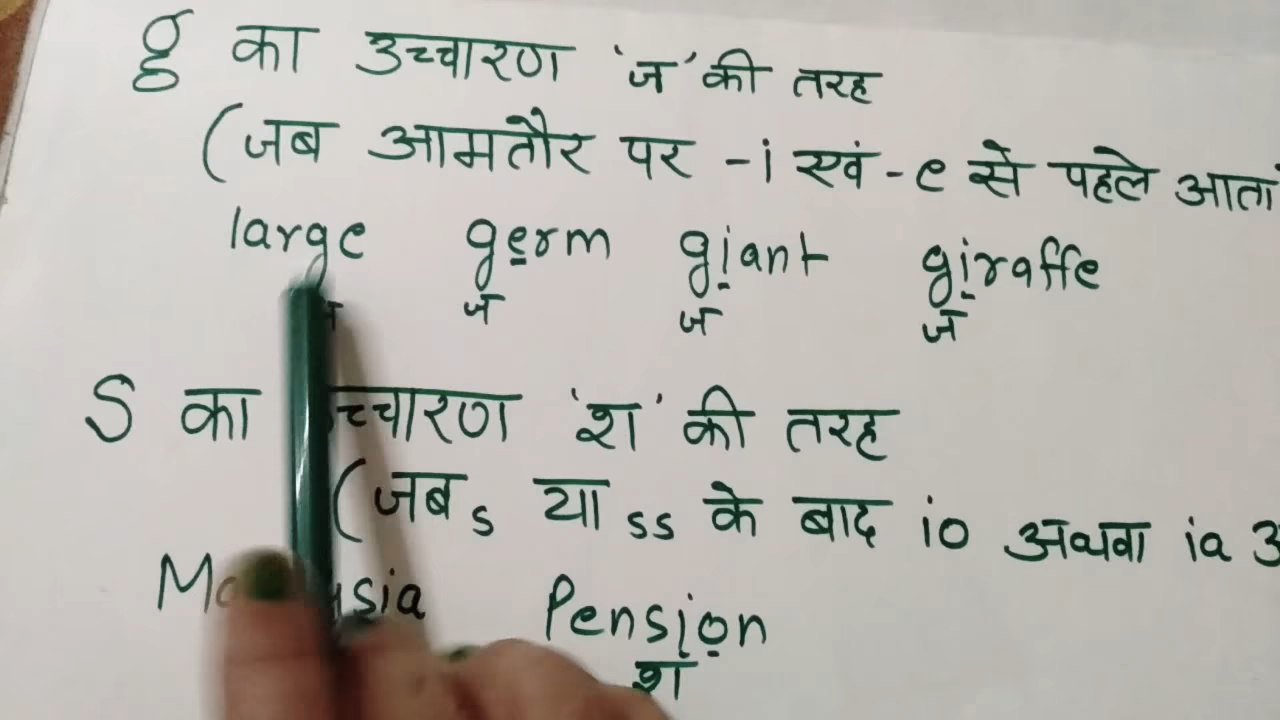 g का उच्चारण 'ज' की तरह
(जब आमतौर पर -i एवं -e से पहले आता
large germ giant giraffe
ज ज ज
S का उच्चारण 'श' की तरह
(जब s या ss के बाद io अथवा ia
Pension
श